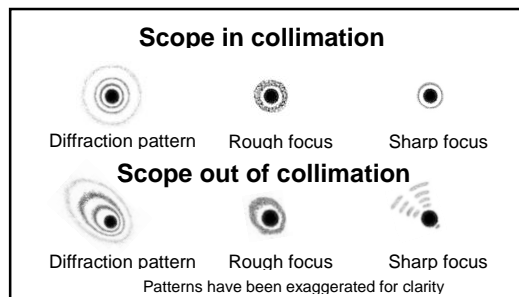 Scope in collimation
Diffraction pattern Rough focus Sharp focus
Scope out of collimation
Diffraction pattern Rough focus Sharp focus
Patterns have been exaggerated for clarity